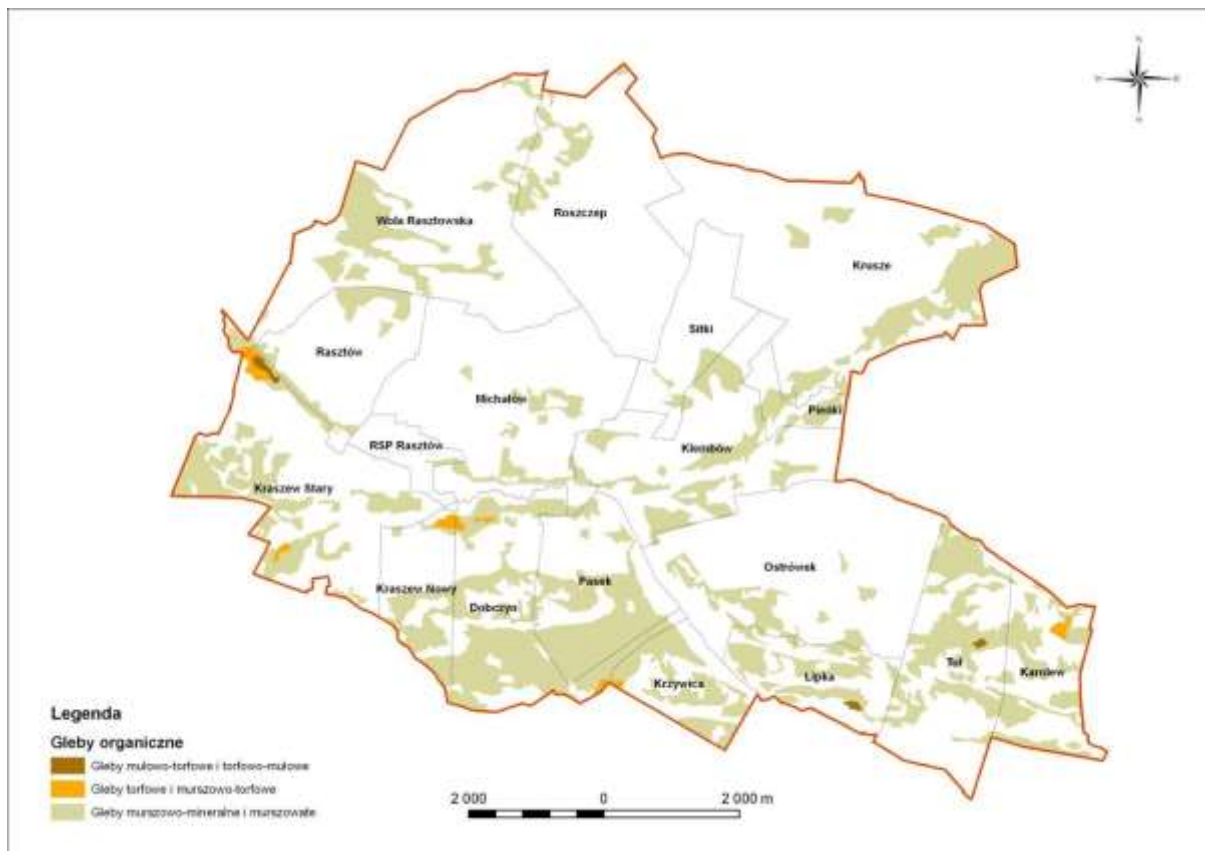 N
W
E
S
Roszczep
Wola Rasztowska
Krusze
Sitki
Rasztów
Michałów
Pieńki
RSP Rasztów
Klembów
Kraszew Stary
Ostrówek
Pasek
Kraszew Nowy
Dobczyn
Tuł
Karolew
Lipka
Krzywica
Legenda
Gleby organiczne
Gleby mułowo-torfowe i torfowo-mułowe
Gleby torfowe i murszowo-torfowe
Gleby murszowo-mineralne i murszowate
2 000 0 2 000 m